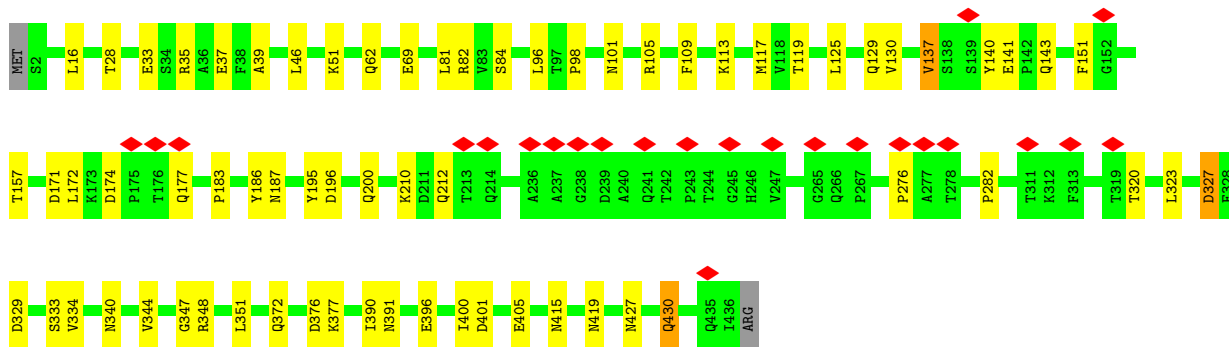 MET S2 L16 T28 E33 S34 R35 A36 E37 F38 A39 L46 K51 Q62 E69 L81 R82 V83 S84 L96 T97 P98 N101 R105 F109 K113 M117 V118 T119 L125 Q129 V130 V137 S138 S139 Y140 E141 P142 Q143 F151 G152
T157 D171 L172 K173 D174 P175 T176 Q177 P183 Y186 N187 Y195 D196 Q200 K210 D211 Q212 T213 Q214 A236 A237 G238 D239 A240 Q241 T242 P243 T244 G245 H246 V247 G265 Q266 P267 P276 A277 T278 P282 T311 K312 F313 T319 T320 L323 D327 E328
D329 S333 V334 N340 V344 G347 R348 L351 Q372 D376 K377 I390 N391 E396 I400 D401 E405 N415 N419 N427 Q430 Q435 I436 ARG